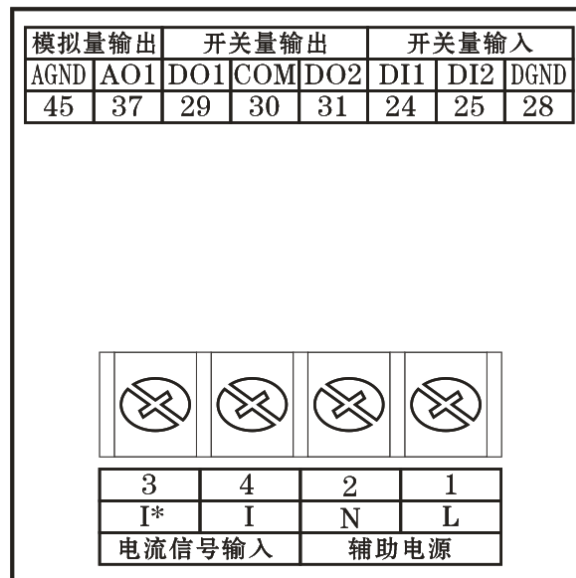 模拟量输出 开关量输出 开关量输入
AGND AO1 DO1 COM DO2 DI1 DI2 DGND
45 37 29 30 31 24 25 28
3 4 2 1
I* I N L
电流信号输入 辅助电源